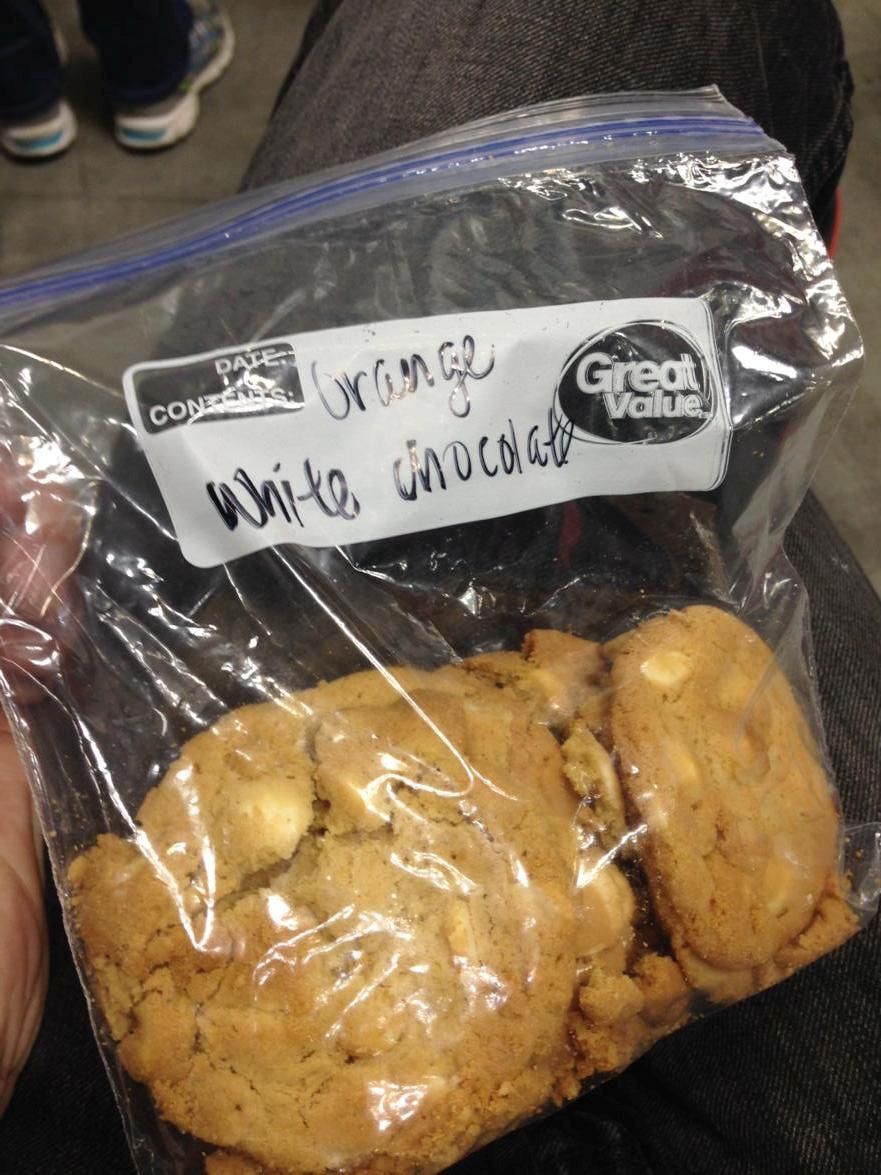 DATE:
CONTENTS:
Orange
White chocolate
Great
Value